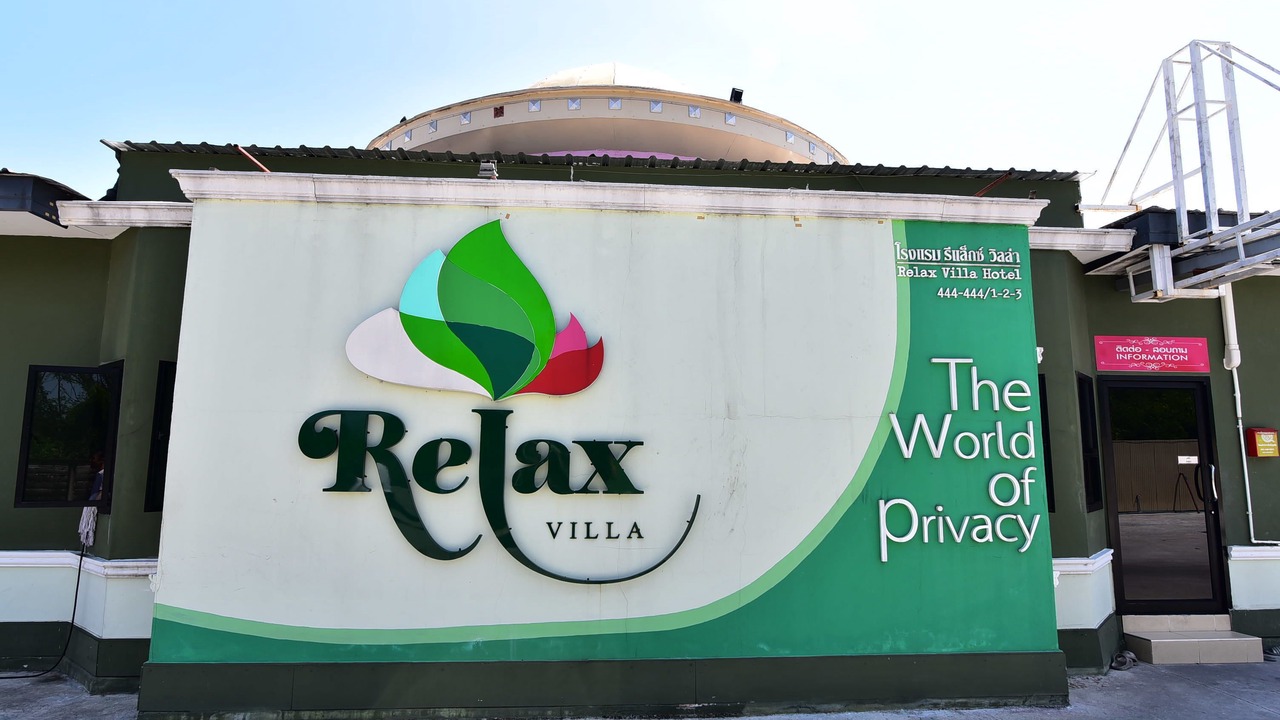 Relax
VILLA
โรงแรม รีแล็กซ์ วิลล่า
Relax Villa Hotel
444-444/1-2-3
The
World
of
privacy
ติดต่อ - สอบถาม
INFORMATION